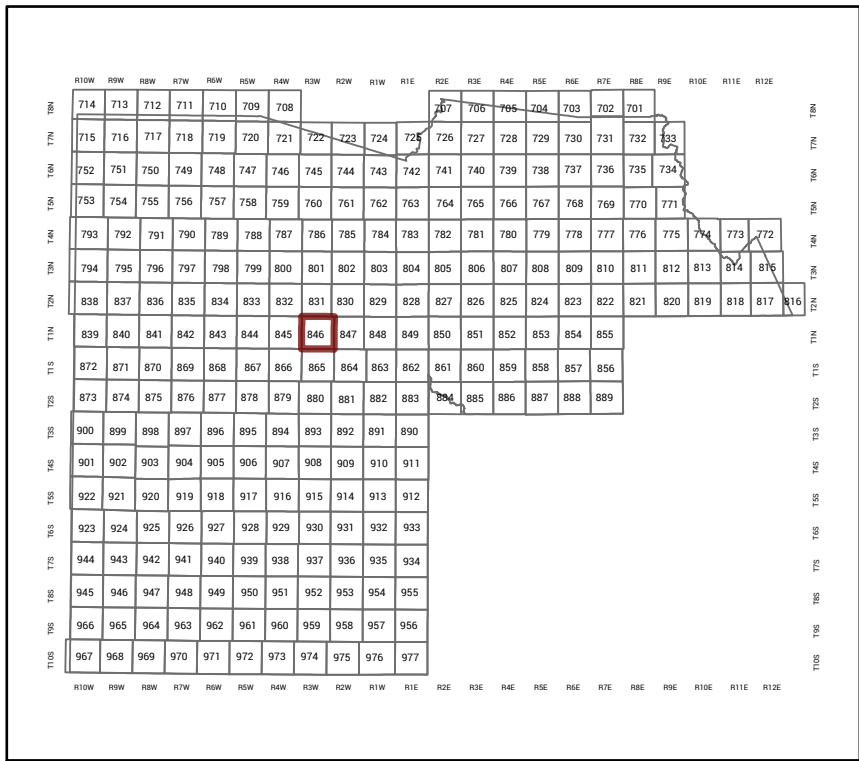 R10W R9W R8W R7W R6W R5W R4W R3W R2W R1W R1E R2E R3E R4E R5E R6E R7E R8E R9E R10E R11E R12E
T8N 714 713 712 711 710 709 708 707 706 705 704 703 702 701 T8N
T7N 715 716 717 718 719 720 721 722 723 724 725 726 727 728 729 730 731 732 733 T7N
T6N 752 751 750 749 748 747 746 745 744 743 742 741 740 739 738 737 736 735 734 T6N
T5N 753 754 755 756 757 758 759 760 761 762 763 764 765 766 767 768 769 770 771 T5N
T4N 793 792 791 790 789 788 787 786 785 784 783 782 781 780 779 778 777 776 775 774 773 772 T4N
T3N 794 795 796 797 798 799 800 801 802 803 804 805 806 807 808 809 810 811 812 813 814 815 T3N
T2N 838 837 836 835 834 833 832 831 830 829 828 827 826 825 824 823 822 821 820 819 818 817 816 T2N
T1N 839 840 841 842 843 844 845 846 847 848 849 850 851 852 853 854 855 T1N
T1S 872 871 870 869 868 867 866 865 864 863 862 861 860 859 858 857 856 T1S
T2S 873 874 875 876 877 878 879 880 881 882 883 884 885 886 887 888 889 T2S
T3S 900 899 898 897 896 895 894 893 892 891 890 T3S
T4S 901 902 903 904 905 906 907 908 909 910 911 T4S
T5S 922 921 920 919 918 917 916 915 914 913 912 T5S
T6S 923 924 925 926 927 928 929 930 931 932 933 T6S
T7S 944 943 942 941 940 939 938 937 936 935 934 T7S
T8S 945 946 947 948 949 950 951 952 953 954 955 T8S
T9S 966 965 964 963 962 961 960 959 958 957 956 T9S
T10S 967 968 969 970 971 972 973 974 975 976 977 T10S
R10W R9W R8W R7W R6W R5W R4W R3W R2W R1W R1E R2E R3E R4E R5E R6E R7E R8E R9E R10E R11E R12E